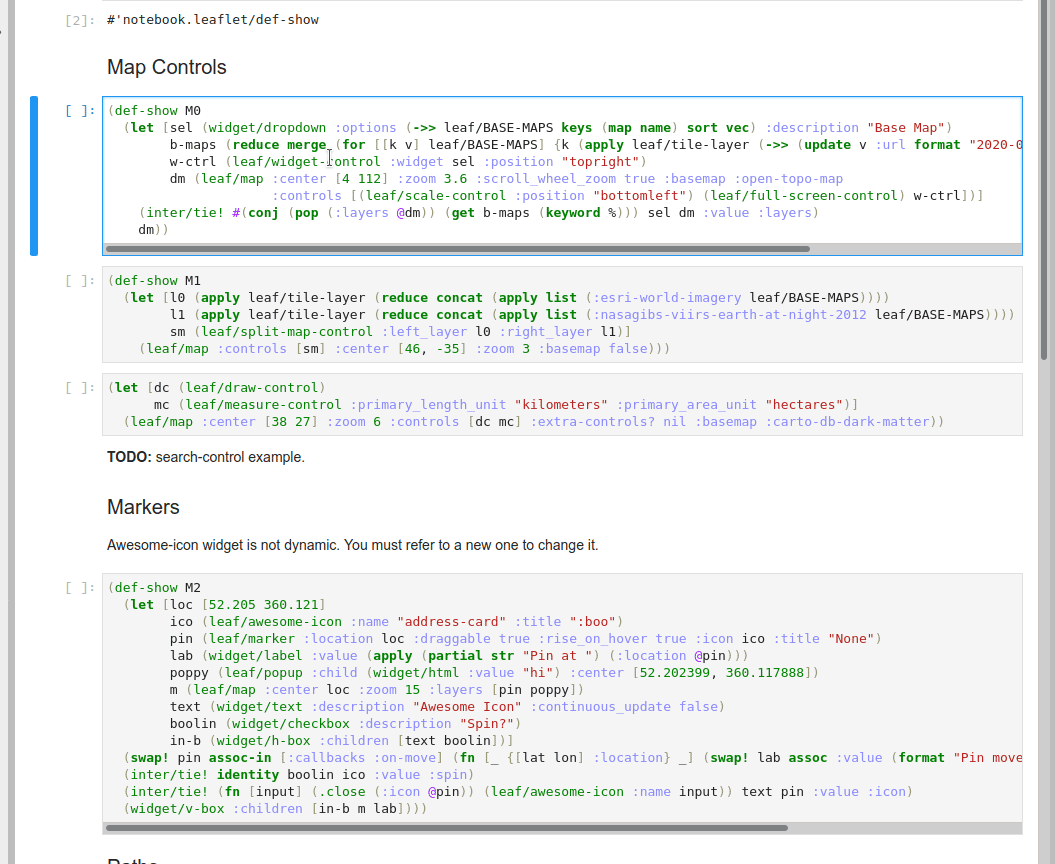 [2]: #'notebook.leaflet/def-show
Map Controls
[ ]: (def-show M0
(let [sel (widget/dropdown :options (->> leaf/BASE-MAPS keys (map name) sort vec) :description "Base Map")
b-maps (reduce merge (for [[k v] leaf/BASE-MAPS] {k (apply leaf/tile-layer (->> (update v :url format "2020-0
w-ctrl (leaf/widget-control :widget sel :position "topright")
dm (leaf/map :center [4 112] :zoom 3.6 :scroll_wheel_zoom true :basemap :open-topo-map
:controls [(leaf/scale-control :position "bottomleft") (leaf/full-screen-control) w-ctrl])]
(inter/tie! #(conj (pop (:layers @dm)) (get b-maps (keyword %))) sel dm :value :layers)
dm))
[ ]: (def-show M1
(let [l0 (apply leaf/tile-layer (reduce concat (apply list (:esri-world-imagery leaf/BASE-MAPS))))
l1 (apply leaf/tile-layer (reduce concat (apply list (:nasagibs-viirs-earth-at-night-2012 leaf/BASE-MAPS))))
sm (leaf/split-map-control :left_layer l0 :right_layer l1)]
(leaf/map :controls [sm] :center [46, -35] :zoom 3 :basemap false)))
[ ]: (let [dc (leaf/draw-control)
mc (leaf/measure-control :primary_length_unit "kilometers" :primary_area_unit "hectares")]
(leaf/map :center [38 27] :zoom 6 :controls [dc mc] :extra-controls? nil :basemap :carto-db-dark-matter))
TODO: search-control example.
Markers
Awesome-icon widget is not dynamic. You must refer to a new one to change it.
[ ]: (def-show M2
(let [loc [52.205 360.121]
ico (leaf/awesome-icon :name "address-card" :title ":boo")
pin (leaf/marker :location loc :draggable true :rise_on_hover true :icon ico :title "None")
lab (widget/label :value (apply (partial str "Pin at ") (:location @pin)))
poppy (leaf/popup :child (widget/html :value "hi") :center [52.202399, 360.117888])
m (leaf/map :center loc :zoom 15 :layers [pin poppy])
text (widget/text :description "Awesome Icon" :continuous_update false)
boolin (widget/checkbox :description "Spin?")
in-b (widget/h-box :children [text boolin])]
(swap! pin assoc-in [:callbacks :on-move] (fn [_ {[lat lon] :location} _] (swap! lab assoc :value (format "Pin move
(inter/tie! identity boolin ico :value :spin)
(inter/tie! (fn [input] (.close (:icon @pin)) (leaf/awesome-icon :name input)) text pin :value :icon)
(widget/v-box :children [in-b m lab])))